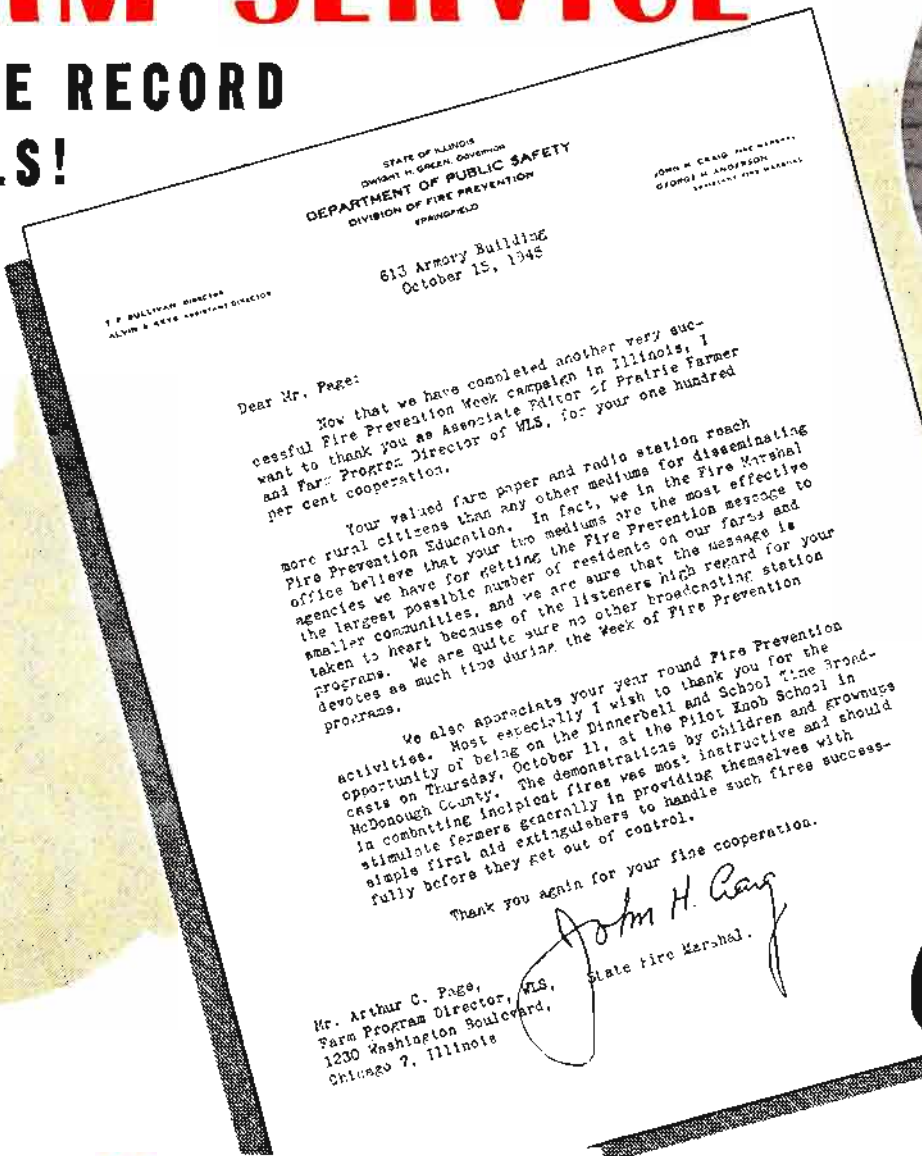 RM SERVICE
E RECORD
LS!
STATE OF ILLINOIS
DWIGHT H. GREEN, GOVERNOR
DEPARTMENT OF PUBLIC SAFETY
DIVISION OF FIRE PREVENTION
SPRINGFIELD
JOHN H. CRAIG FIRE MARSHAL
GEORGE H. ANDERSON
ASSISTANT FIRE MARSHAL
613 Armory Building
October 15, 1945
T. P. SULLIVAN DIRECTOR
ALVIN ASSISTANT DIRECTOR
Dear Mr. Page:
Now that we have completed another very suc-
cessful Fire Prevention Week campaign in Illinois, I
want to thank you as Associate Editor of Prairie Farmer
and Farm Program Director of WLS, for your one hundred
per cent cooperation.
Your valued farm paper and radio station reach
more rural citizens than any other mediums for disseminating
Fire Prevention Education. In fact, we in the Fire Marshal
office believe that your two mediums are the most effective
agencies we have for getting the Fire Prevention message to
the largest possible number of residents on our farms and
smaller communities, and we are sure that the message is
taken to heart because of the listeners high regard for your
programs. We are quite sure no other broadcasting station
devotes as much time during the Week of Fire Prevention
programs.
We also appreciate your year round Fire Prevention
activities. Most especially I wish to thank you for the
opportunity of being on the Dinnerbell and School Time Broad-
casts on Thursday, October 11, at the Pilot Knob School in
McDonough County. The demonstrations by children and grownups
in combatting incipient fires was most instructive and should
stimulate farmers generally in providing themselves with
simple first aid extinguishers to handle such fires success-
fully before they get out of control.
Thank you again for your fine cooperation.
John H. Craig
State Fire Marshal.
Mr. Arthur C. Page,
Farm Program Director, WLS,
1230 Washington Boulevard,
Chicago 7, Illinois